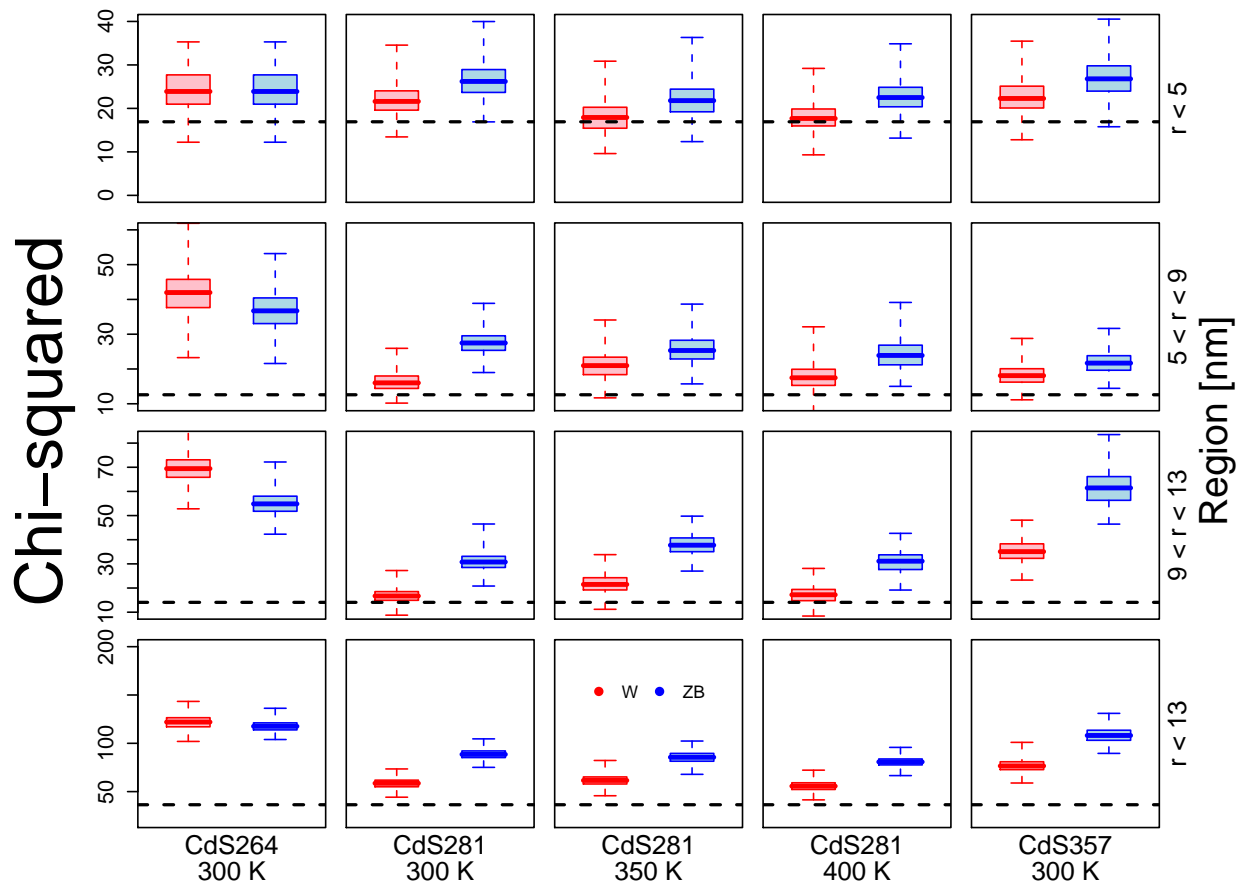 Chi−squared
40
30
20
10
0
r < 5
50
30
10
5 < r < 9
70
50
30
10
9 < r < 13
Region [nm]
200
100
50
r < 13
W
ZB
CdS264
300 K
CdS281
300 K
CdS281
350 K
CdS281
400 K
CdS357
300 K